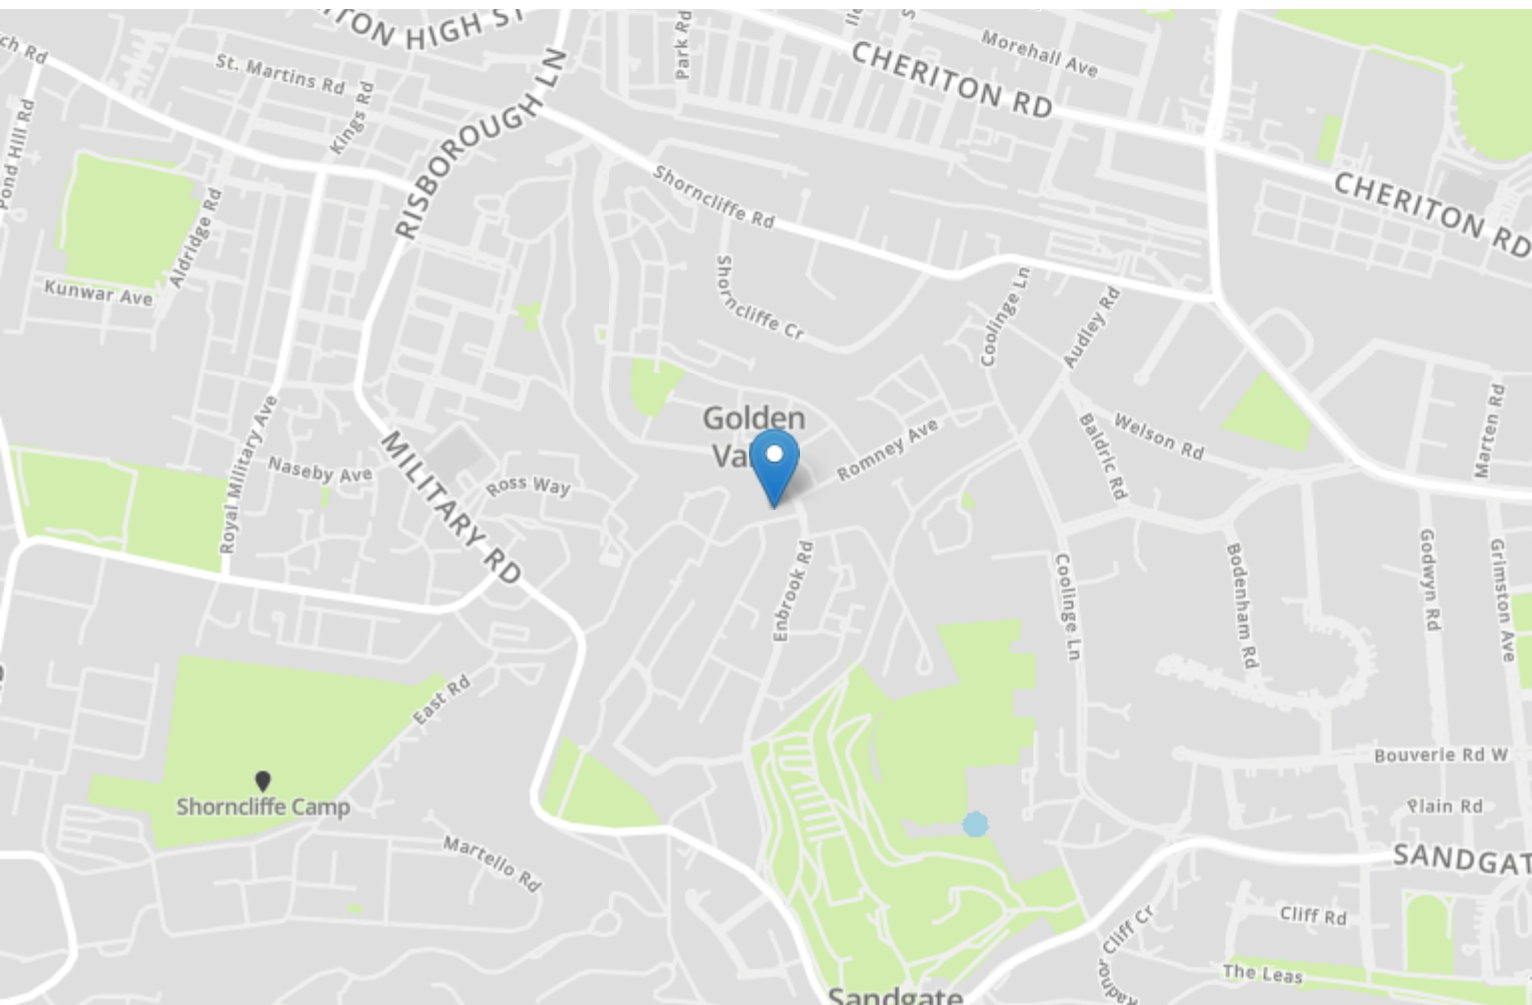 CHERITON RD
Morehall Ave
Park Rd
St. Martins Rd
Kings Rd
RISBOROUGH LN
Pond Hill Rd
Shorncliffe Rd
CHERITON RD
Aldridge Rd
Kunwar Ave
Shorncliffe Cr
Coolinge Ln
Audley Rd
Royal Military Ave
Golden
Romney Ave
Welson Rd
Baldric Rd
Marten Rd
Naseby Ave
MILITARY RD
Ross Way
Enbrook Rd
Coolinge Ln
Bodenham Rd
Godwyn Rd
Grimston Ave
East Rd
Bouverie Rd W
Shorncliffe Camp
Plain Rd
Martello Rd
SANDGAT
Cliff Rd
Radnor Cliff Cr
The Leas
Sandgate